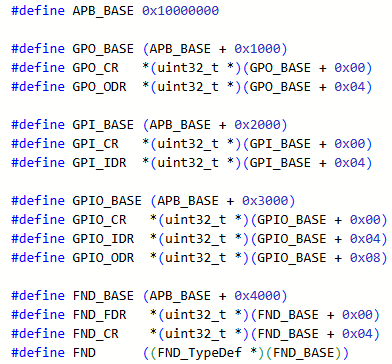 #define APB_BASE 0x10000000
#define GPO_BASE (APB_BASE + 0x1000)
#define GPO_CR   *(uint32_t *)(GPO_BASE + 0x00)
#define GPO_ODR  *(uint32_t *)(GPO_BASE + 0x04)
#define GPI_BASE (APB_BASE + 0x2000)
#define GPI_CR   *(uint32_t *)(GPI_BASE + 0x00)
#define GPI_IDR  *(uint32_t *)(GPI_BASE + 0x04)
#define GPIO_BASE (APB_BASE + 0x3000)
#define GPIO_CR   *(uint32_t *)(GPIO_BASE + 0x00)
#define GPIO_IDR  *(uint32_t *)(GPIO_BASE + 0x04)
#define GPIO_ODR  *(uint32_t *)(GPIO_BASE + 0x08)
#define FND_BASE (APB_BASE + 0x4000)
#define FND_FDR  *(uint32_t *)(FND_BASE + 0x00)
#define FND_CR   *(uint32_t *)(FND_BASE + 0x04)
#define FND      ((FND_TypeDef *)(FND_BASE))